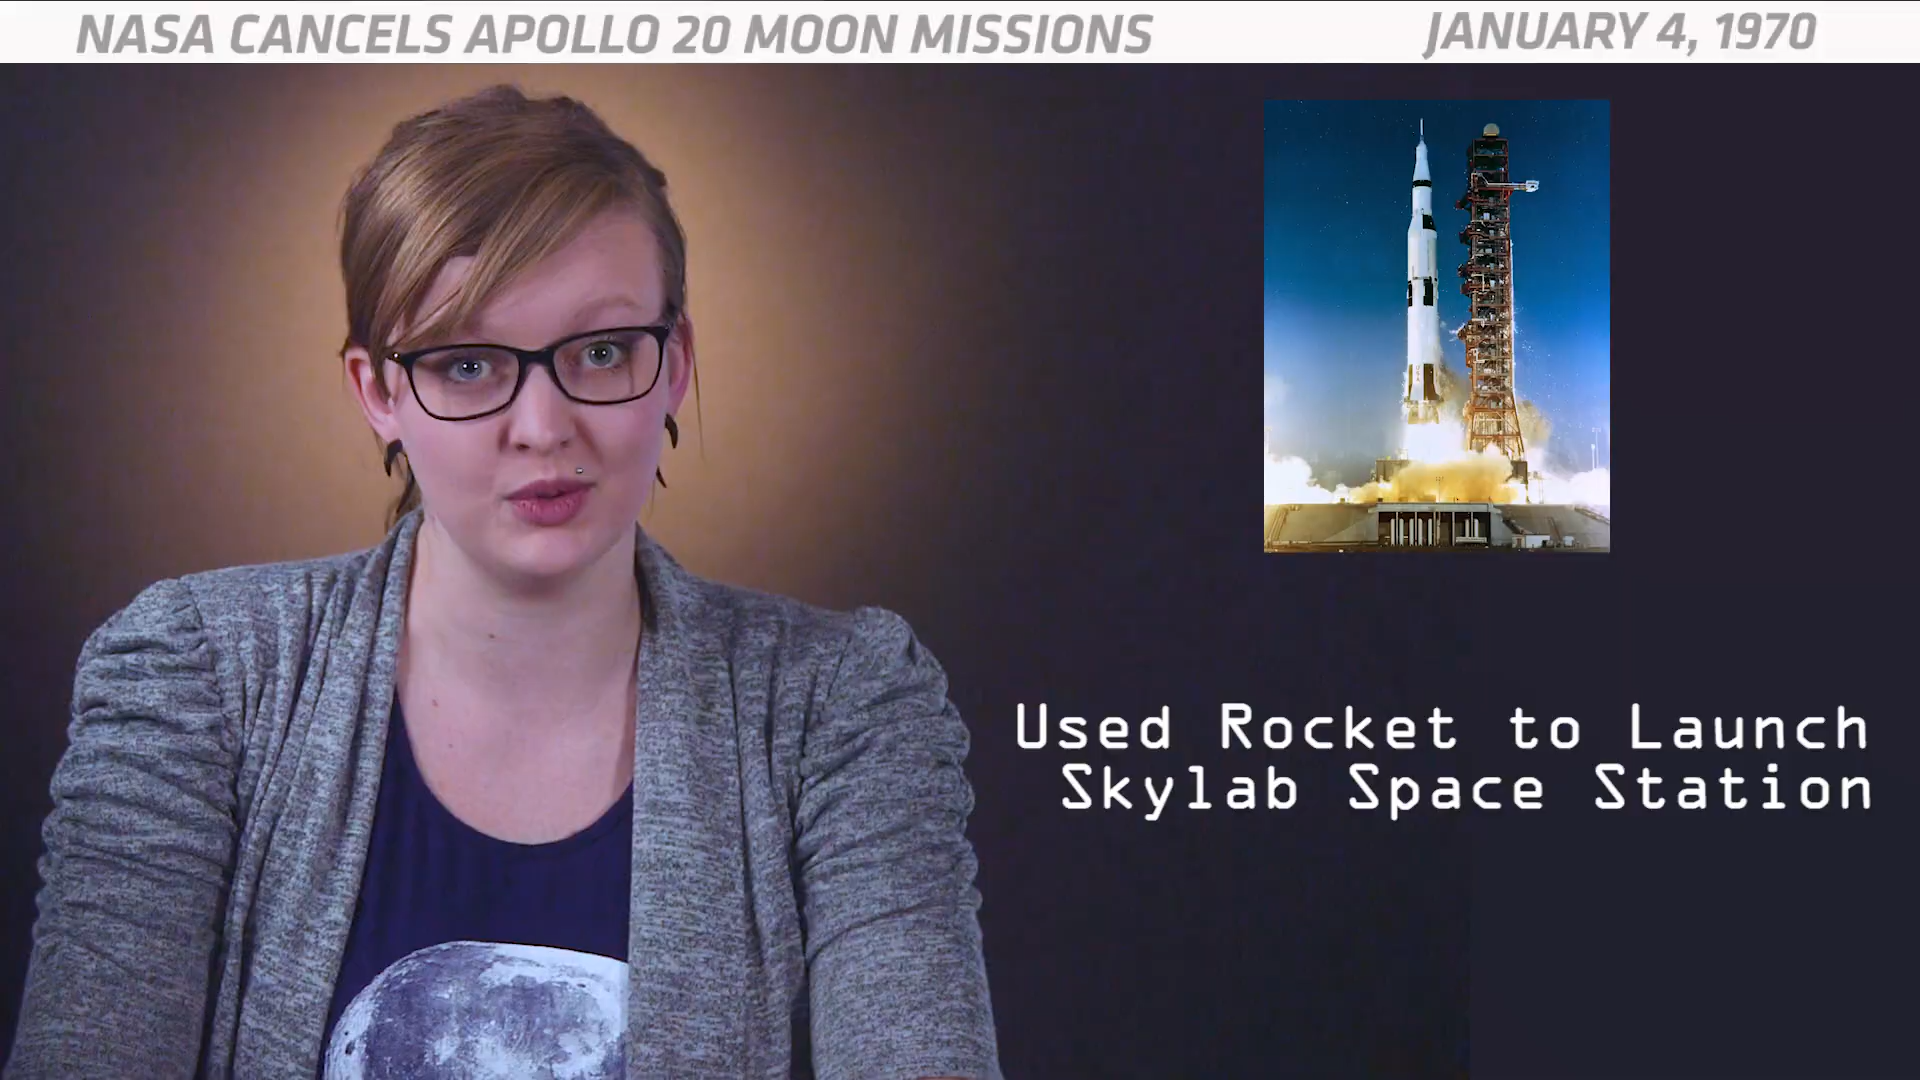 NASA CANCELS APOLLO 20 MOON MISSIONS
JANUARY 4, 1970
Used Rocket to Launch
Skylab Space Station